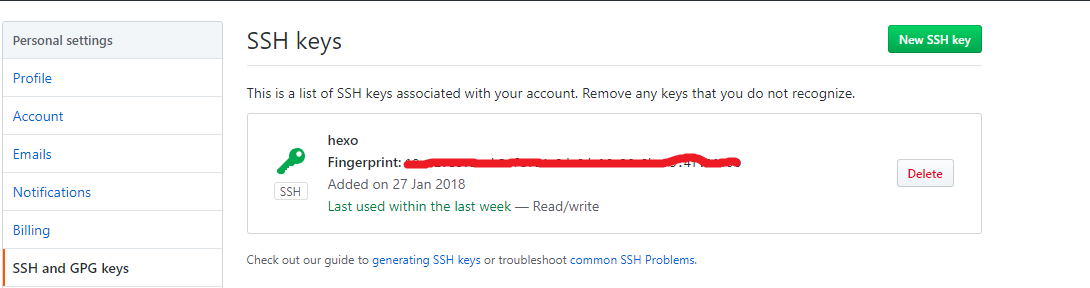 Personal settings
Profile
Account
Emails
Notifications
Billing
SSH and GPG keys
SSH keys
New SSH key
This is a list of SSH keys associated with your account. Remove any keys that you do not recognize.
hexo
Fingerprint:
SSH
Added on 27 Jan 2018
Last used within the last week — Read/write
Delete
Check out our guide to generating SSH keys or troubleshoot common SSH Problems.